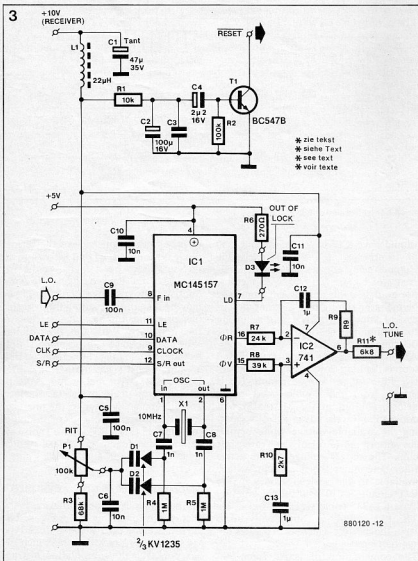 3
+10V
(RECEIVER)
L1
22µH
C1
Tant
47µ
35V
RESET
R1
10k
C4
2µ2
16V
T1
BC547B
C2
100µ
16V
C3
R2
100k
* zie tekst
* siehe Text
* see text
* voir texte
+5V
C10
10n
4
IC1
MC145157
R6
270Ω
OUT OF
LOCK
D3
C11
10n
L.O.
C9
100n
8
F in
LD
7
C12
1µ
LE
11
LE
DATA
10
DATA
CLK
9
CLOCK
S/R
12
S/R out
ΦR
16
R7
24k
ΦV
15
R8
39k
2
3
7
4
6
IC2
741
R9
R9
R11*
6k8
L.O.
TUNE
OSC
in
out
1
2
6
10MHz
X1
C5
100n
C7
1n
C8
1n
RIT
P1
100k
D1
D2
C6
10n
R3
68k
R4
1M
R5
1M
R10
2k7
C13
1µ
2/3 KV1235
880120-12